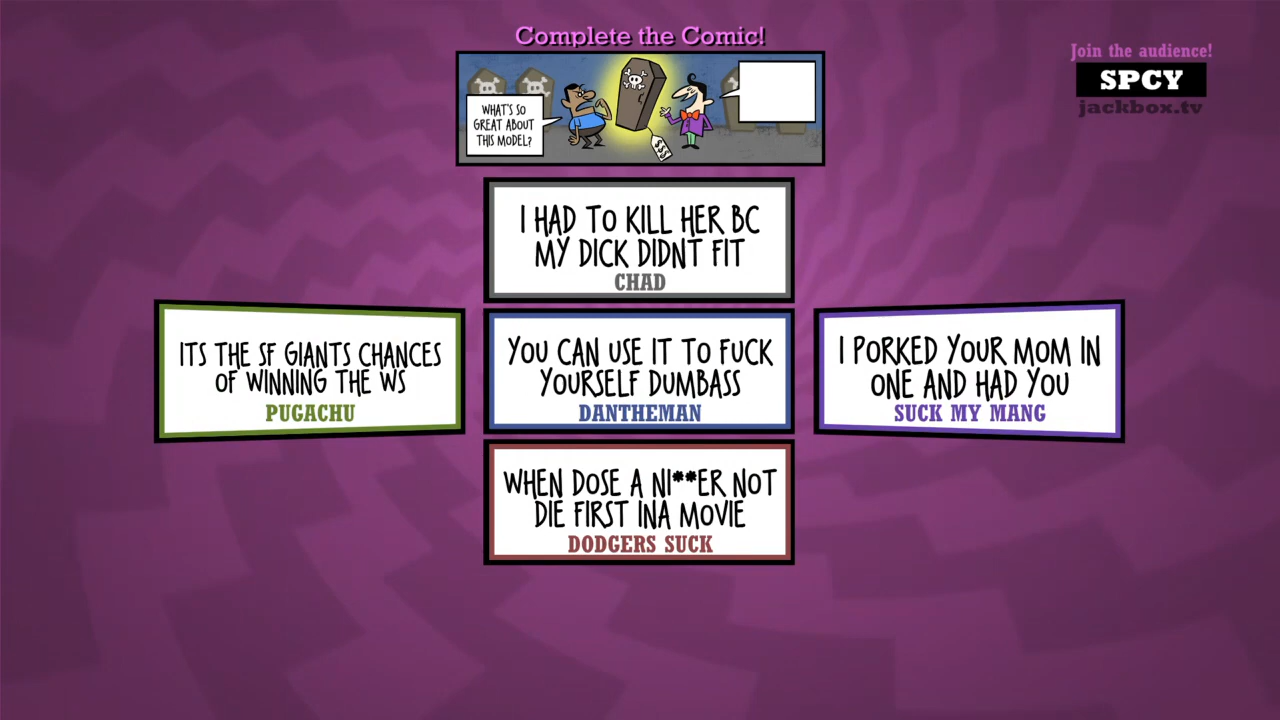 Complete the Comic!
Join the audience!
SPCY
jackbox.tv
WHAT'S SO
GREAT ABOUT
THIS MODEL?
$$$
I HAD TO KILL HER BC
MY DICK DIDNT FIT
CHAD
ITS THE SF GIANTS CHANCES
OF WINNING THE WS
PUGACHU
YOU CAN USE IT TO FUCK
YOURSELF DUMBASS
DANTHEMAN
I PORKED YOUR MOM IN
ONE AND HAD YOU
SUCK MY MANG
WHEN DOSE A NI**ER NOT
DIE FIRST INA MOVIE
DODGERS SUCK